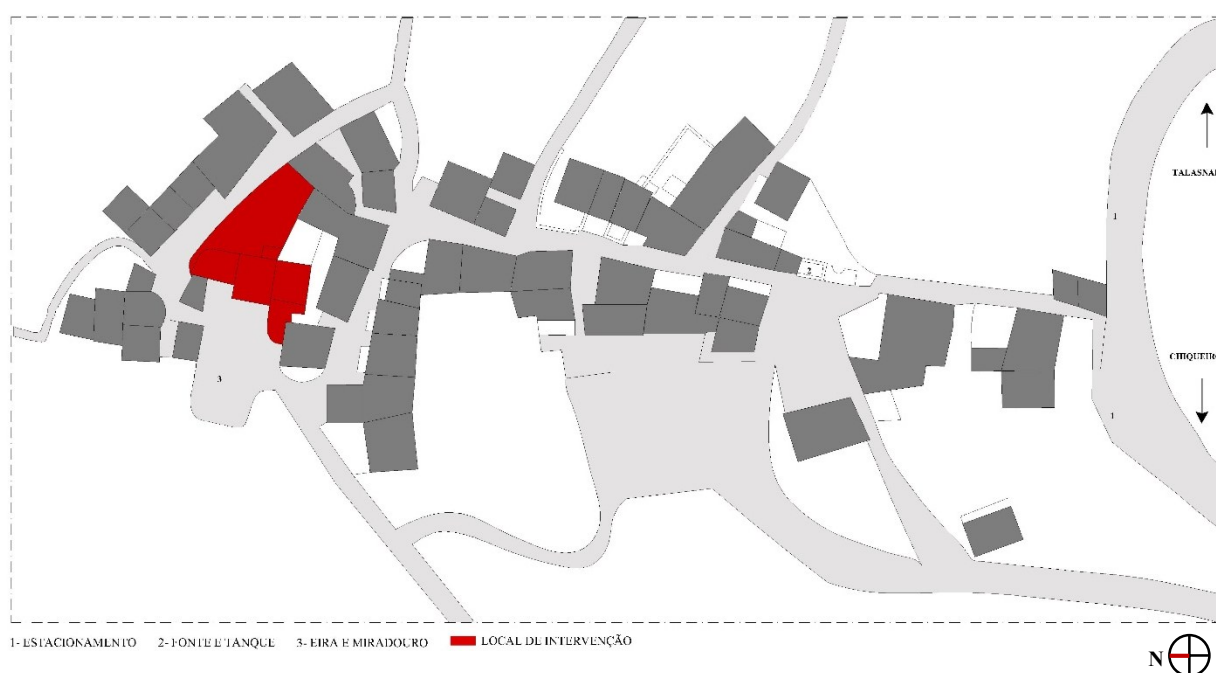 1
TALASNAL
2
CHIQUEIRO
3
1
1- ESTACIONAMENTO 2- FONTE E TANQUE 3- EIRA E MIRADOURO LOCAL DE INTERVENÇÃO
N